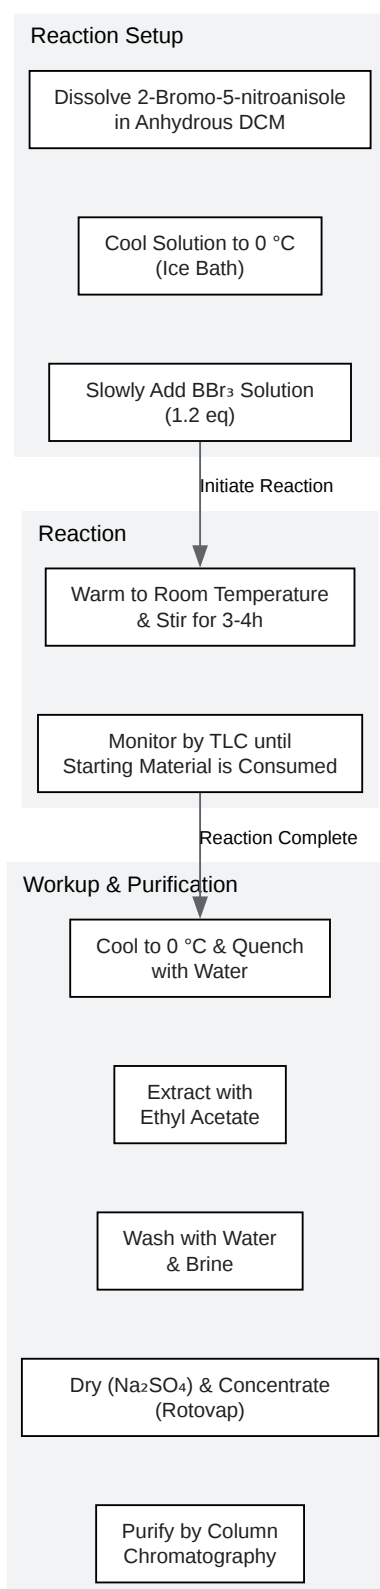 Reaction Setup
Dissolve 2-Bromo-5-nitroanisole
in Anhydrous DCM
Cool Solution to 0 °C
(Ice Bath)
Slowly Add BBr₃ Solution
(1.2 eq)
Initiate Reaction
Reaction
Warm to Room Temperature
& Stir for 3-4h
Monitor by TLC until
Starting Material is Consumed
Reaction Complete
Workup & Purification
Cool to 0 °C & Quench
with Water
Extract with
Ethyl Acetate
Wash with Water
& Brine
Dry (Na₂SO₄) & Concentrate
(Rotovap)
Purify by Column
Chromatography